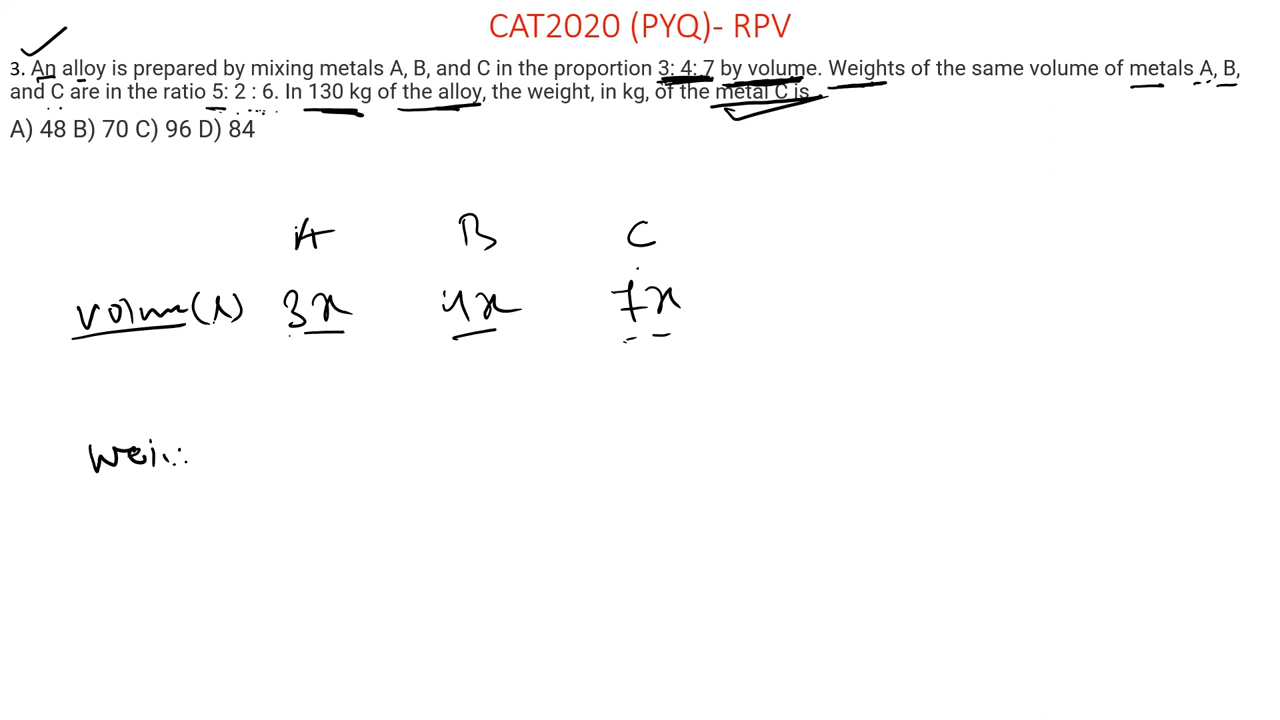 CAT2020 (PYQ)- RPV
3. An alloy is prepared by mixing metals A, B, and C in the proportion 3: 4: 7 by volume. Weights of the same volume of metals A, B,
and C are in the ratio 5: 2 : 6. In 130 kg of the alloy, the weight, in kg, of the metal C is
A) 48 B) 70 C) 96 D) 84
A B C
3x 4x 7x